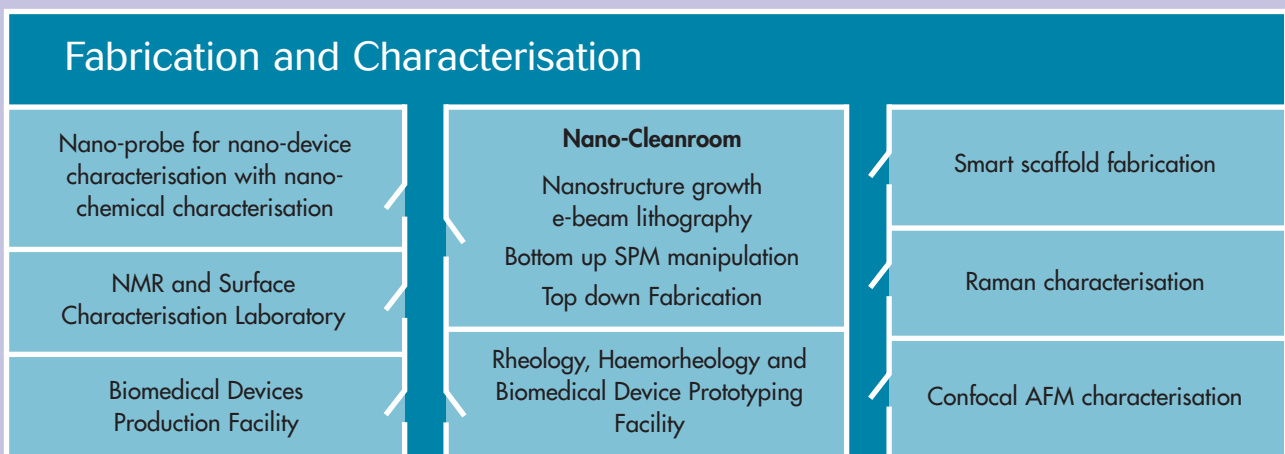 Fabrication and Characterisation
Nano-probe for nano-device
characterisation with nano-
chemical characterisation
NMR and Surface
Characterisation Laboratory
Biomedical Devices
Production Facility
Nano-Cleanroom
Nanostructure growth
e-beam lithography
Bottom up SPM manipulation
Top down Fabrication
Rheology, Haemorheology and
Biomedical Device Prototyping
Facility
Smart scaffold fabrication
Raman characterisation
Confocal AFM characterisation